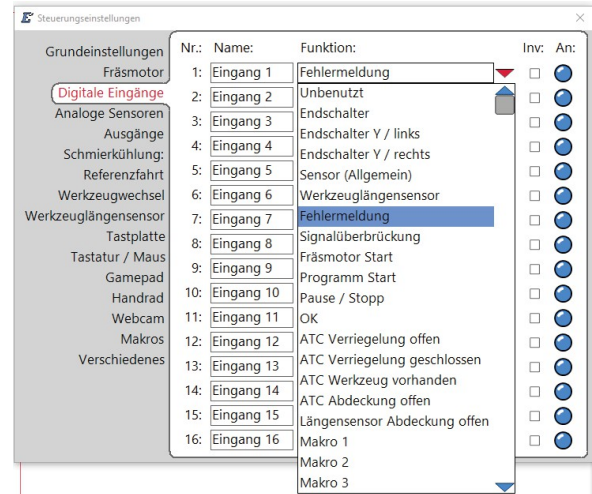 E Steuerungseinstellungen
Grundeinstellungen
Fräsmotor
Digitale Eingänge
Analoge Sensoren
Ausgänge
Schmierkühlung:
Referenzfahrt
Werkzeugwechsel
Werkzeuglängensensor
Tastplatte
Tastatur / Maus
Gamepad
Handrad
Webcam
Makros
Verschiedenes
Nr.: Name: Funktion: Inv: An:
1: Eingang 1 Fehlermeldung
2: Eingang 2
3: Eingang 3
4: Eingang 4
5: Eingang 5
6: Eingang 6
7: Eingang 7
8: Eingang 8
9: Eingang 9
10: Eingang 10
11: Eingang 11
12: Eingang 12
13: Eingang 13
14: Eingang 14
15: Eingang 15
16: Eingang 16
Unbenutzt
Endschalter
Endschalter Y / links
Endschalter Y / rechts
Sensor (Allgemein)
Werkzeuglängensensor
Fehlermeldung
Signalüberbrückung
Fräsmotor Start
Programm Start
Pause / Stopp
OK
ATC Verriegelung offen
ATC Verriegelung geschlossen
ATC Werkzeug vorhanden
ATC Abdeckung offen
Längensensor Abdeckung offen
Makro 1
Makro 2
Makro 3